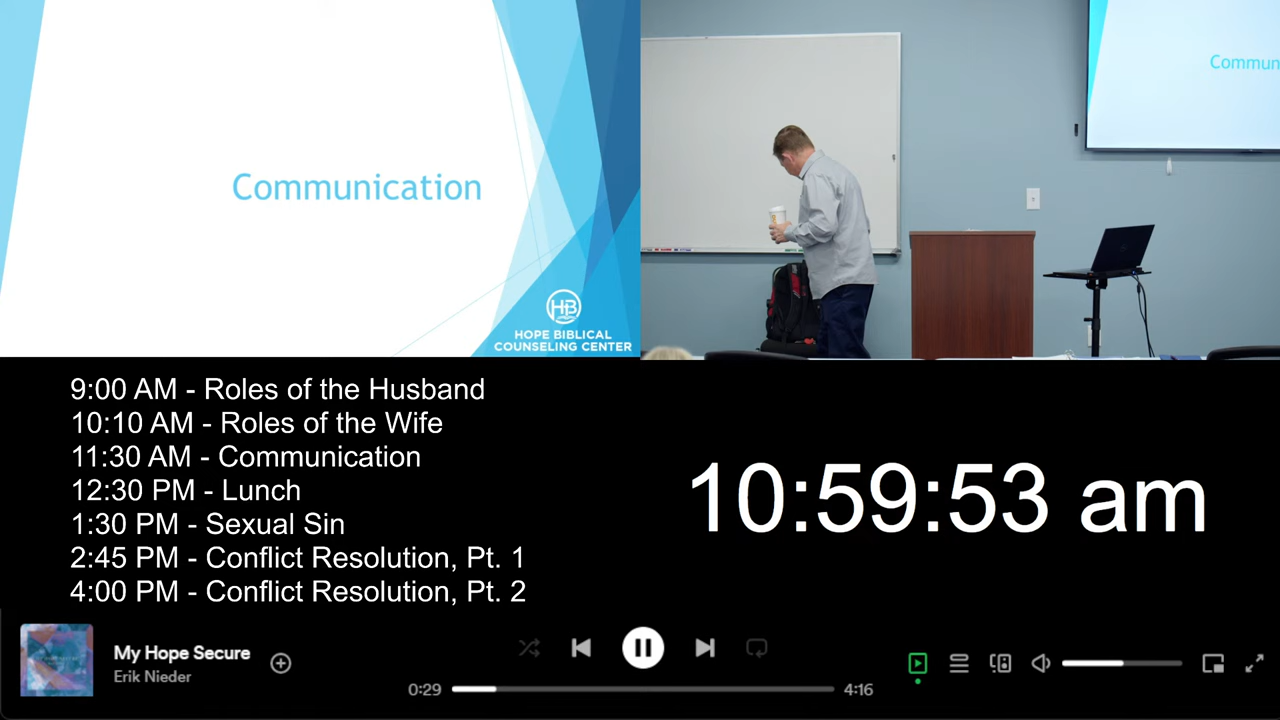 Communication
HB
HOPE BIBLICAL
COUNSELING CENTER
Commun
9:00 AM - Roles of the Husband
10:10 AM - Roles of the Wife
11:30 AM - Communication
12:30 PM - Lunch
1:30 PM - Sexual Sin
2:45 PM - Conflict Resolution, Pt. 1
4:00 PM - Conflict Resolution, Pt. 2
10:59:53 am
My Hope Secure
Erik Nieder
0:29
4:16